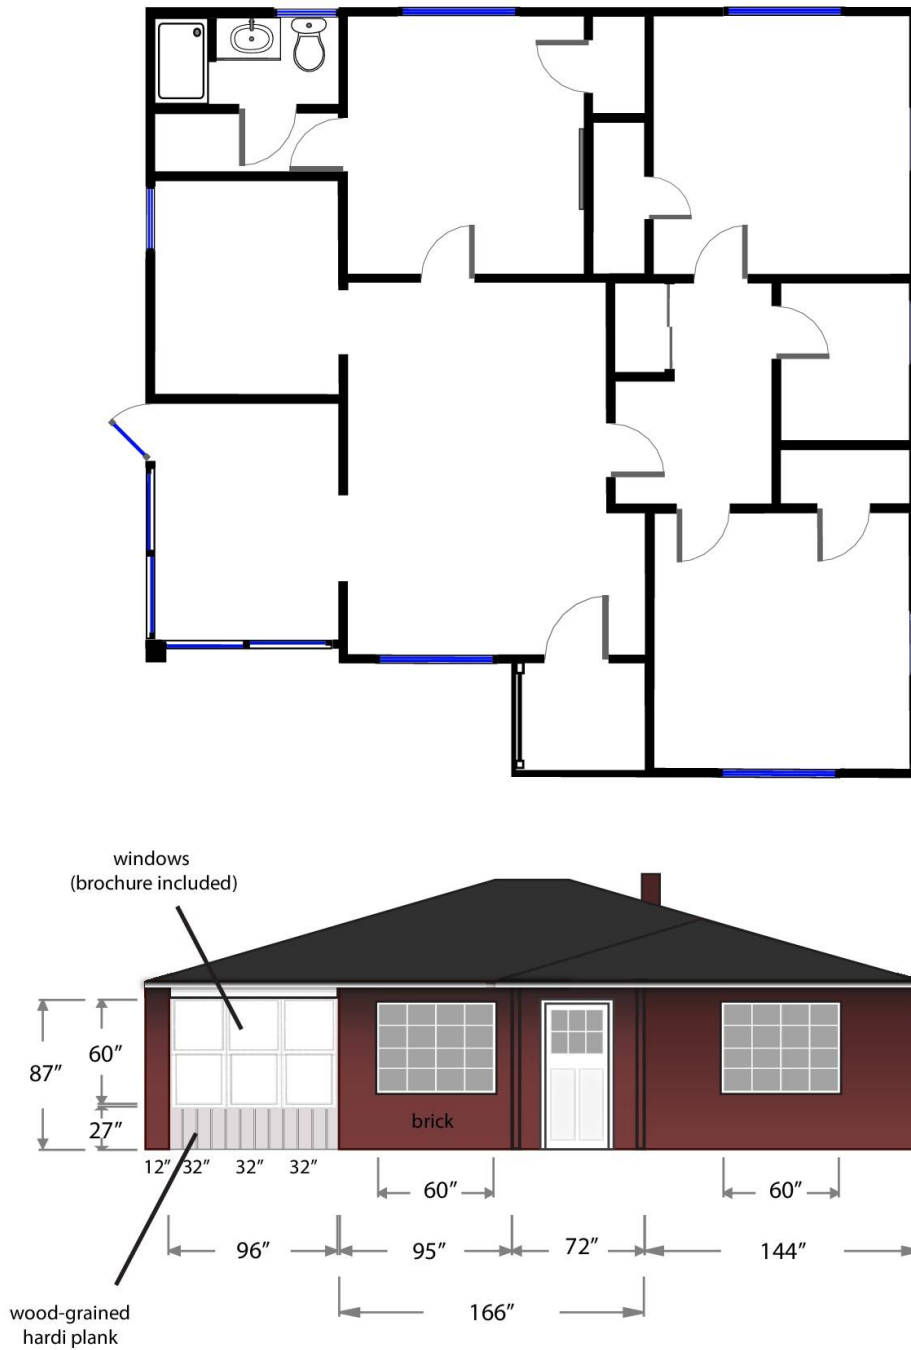 windows
(brochure included)
60”
87”
27”
brick
12” 32” 32” 32”
60” 60”
96” 95” 72” 144”
166”
wood-grained
hardi plank